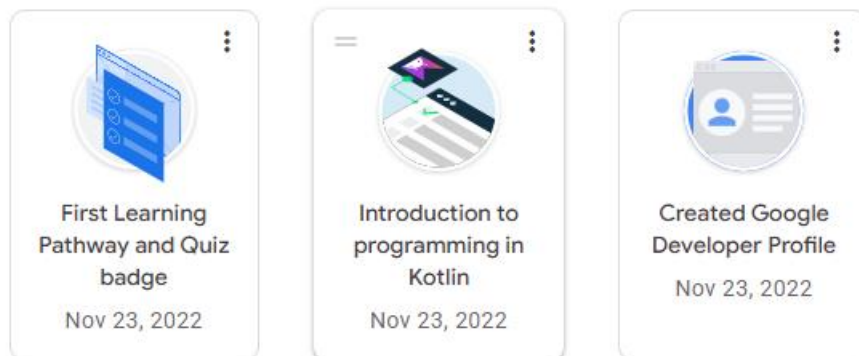 First Learning
Pathway and Quiz
badge
Nov 23, 2022
Introduction to
programming in
Kotlin
Nov 23, 2022
Created Google
Developer Profile
Nov 23, 2022